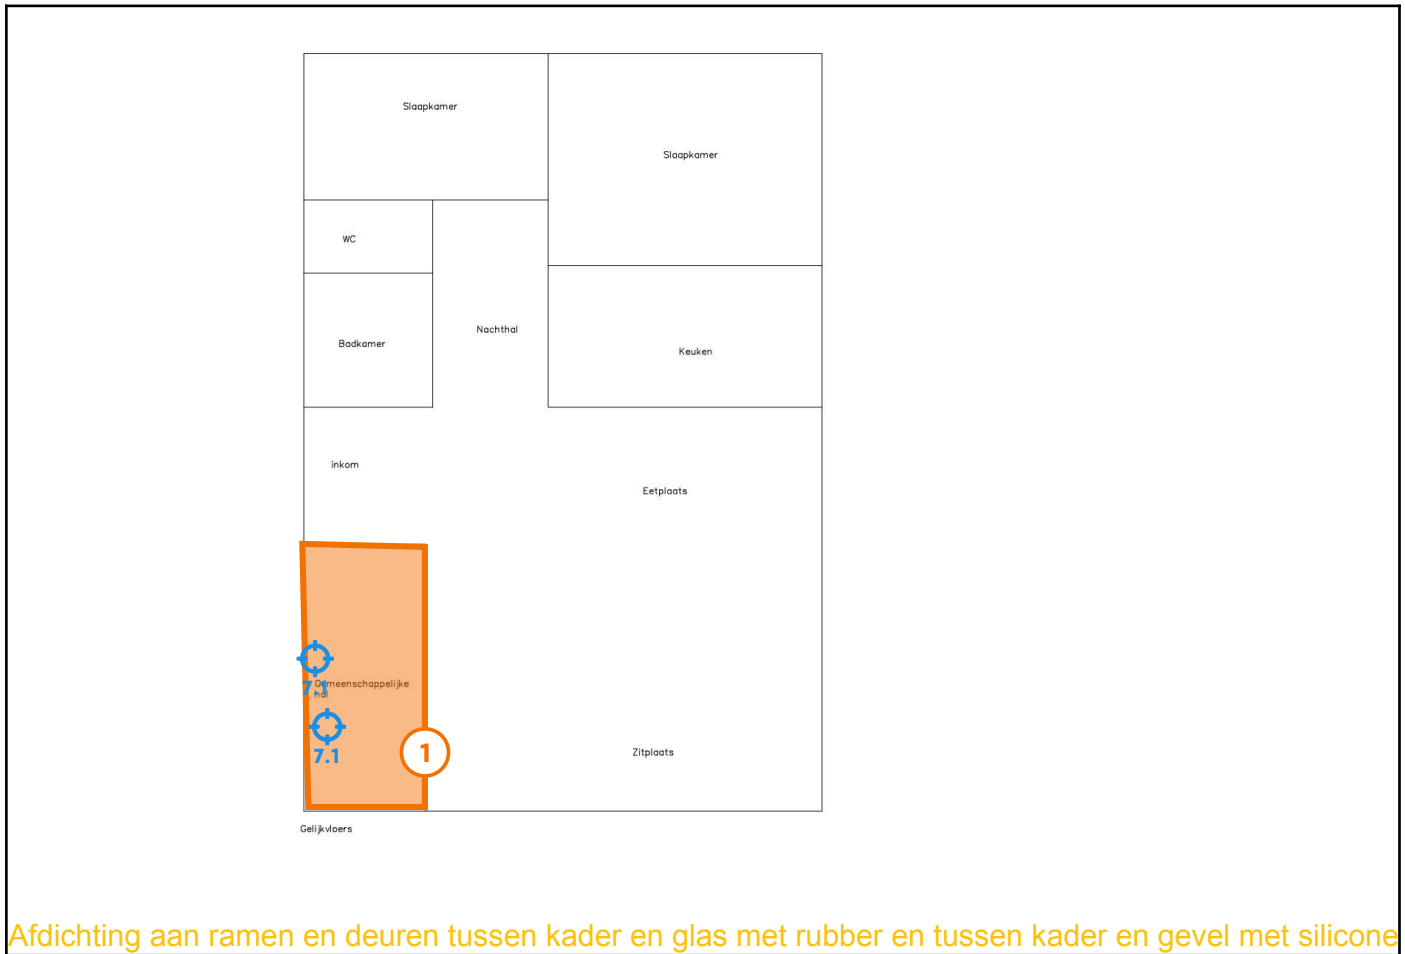 Slaapkamer
Slaapkamer
WC
Nachthal
Badkamer
Keuken
inkom
Eetplaats
7.1
Gemeenschappelijke
hal
7.1
1
Zitplaats
Gelijkvloers
Afdichting aan ramen en deuren tussen kader en glas met rubber en tussen kader en gevel met silicone